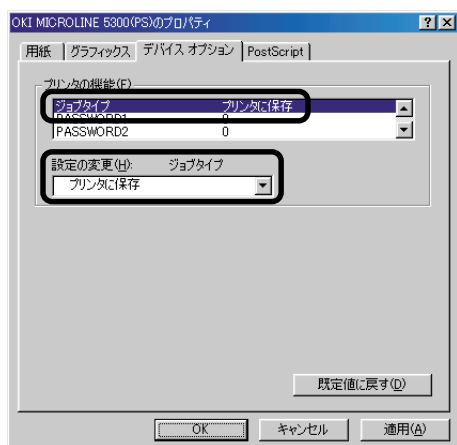 OKI MICROLINE 5300(PS)のプロパティ
用紙 グラフィックス デバイス オプション PostScript
プリンタの機能(F)
ジョブタイプ プリンタに保存
PASSWORD1 0
PASSWORD2 0
設定の変更(H): ジョブタイプ
プリンタに保存
既定値に戻す(D)
OK キャンセル 適用(A)